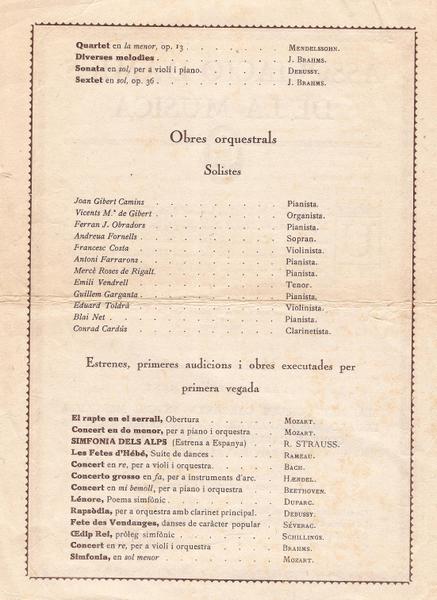 Quartet en la menor, op. 13 . . . . . . . MENDELSSOHN.
Diverses melodies . . . . . . . . . J. BRAHMS.
Sonata en sol, per a violí i piano. . . . . . DEBUSSY.
Sextet en sol, op. 36 . . . . . . . . J. BRAHMS.
Obres orquestrals
Solistes
Joan Gibert Camins . . . . . . . . Pianista.
Vicents M.ª de Gibert . . . . . . . Organista.
Ferran J. Obradors . . . . . . . . Pianista.
Andreua Fornells . . . . . . . . . Sopran.
Francesc Costa . . . . . . . . . Violinista.
Antoni Farrarons . . . . . . . . . Pianista.
Mercè Roses de Rigalt . . . . . . . Pianista.
Emili Vendrell . . . . . . . . . Tenor.
Guillem Garganta . . . . . . . . . Pianista.
Eduard Toldrà . . . . . . . . . Violinista.
Blai Net . . . . . . . . . . . Pianista.
Conrad Cardús . . . . . . . . . Clarinetista.
Estrenes, primeres audicions i obres executades per
primera vegada
El rapte en el serrall, Obertura . . . . . MOZART.
Concert en do menor, per a piano i orquestra . . MOZART.
SIMFONIA DELS ALPS (Estrena a Espanya) . . R. STRAUSS.
Les Fetes d'Hébé, Suite de dances . . . . . RAMEAU.
Concert en re, per a violí i orquestra . . . . BACH.
Concerto grosso en fa, per a instruments d'arc. . . HÆNDEL.
Concert en mi bemoll, per a piano i orquestra . . BEETHOVEN.
Lénore, Poema simfònic . . . . . . . DUPARC.
Rapsòdia, per a orquestra amb clarinet principal. . . DEBUSSY.
Fete des Vendanges, danses de caràcter popular . . SÉVERAC.
Œdip Rei, pròleg simfònic . . . . . . SCHILLINGS.
Concert en re, per a violí i orquestra . . . . BRAHMS.
Simfonia, en sol menor . . . . . . . MOZART.